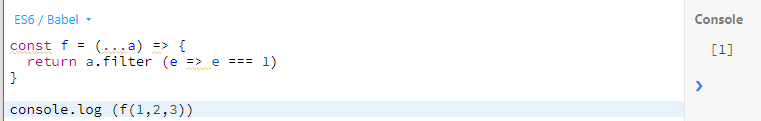 ES6 / Babel
const f = (...a) => {
  return a.filter (e => e === 1)
}
console.log (f(1,2,3))
Console
[1]